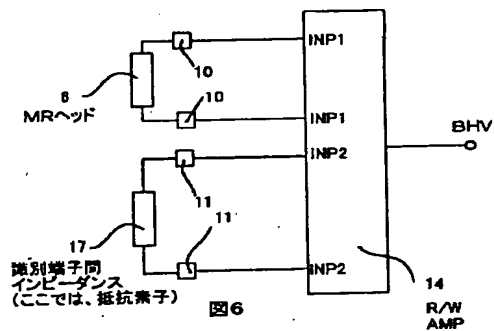 INP1
10
6
MRヘッド
10
INP1
BHV
INP2
11
17
11
識別端子間
インピーダンス
(ここでは、抵抗素子)
INP2
14
R/W
AMP
図6